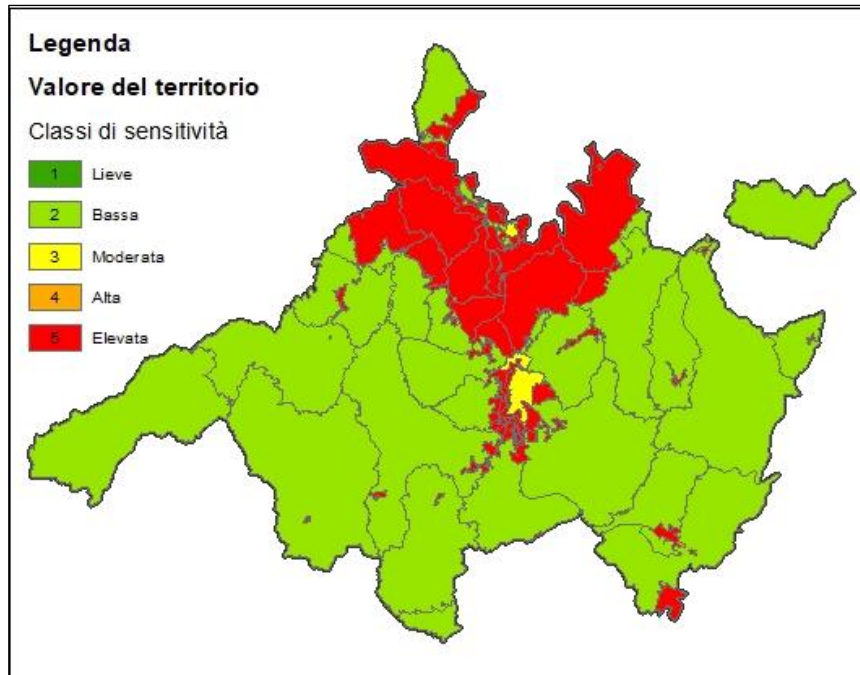 Legenda
Valore del territorio
Classi di sensitività
1 Lieve
2 Bassa
3 Moderata
4 Alta
5 Elevata